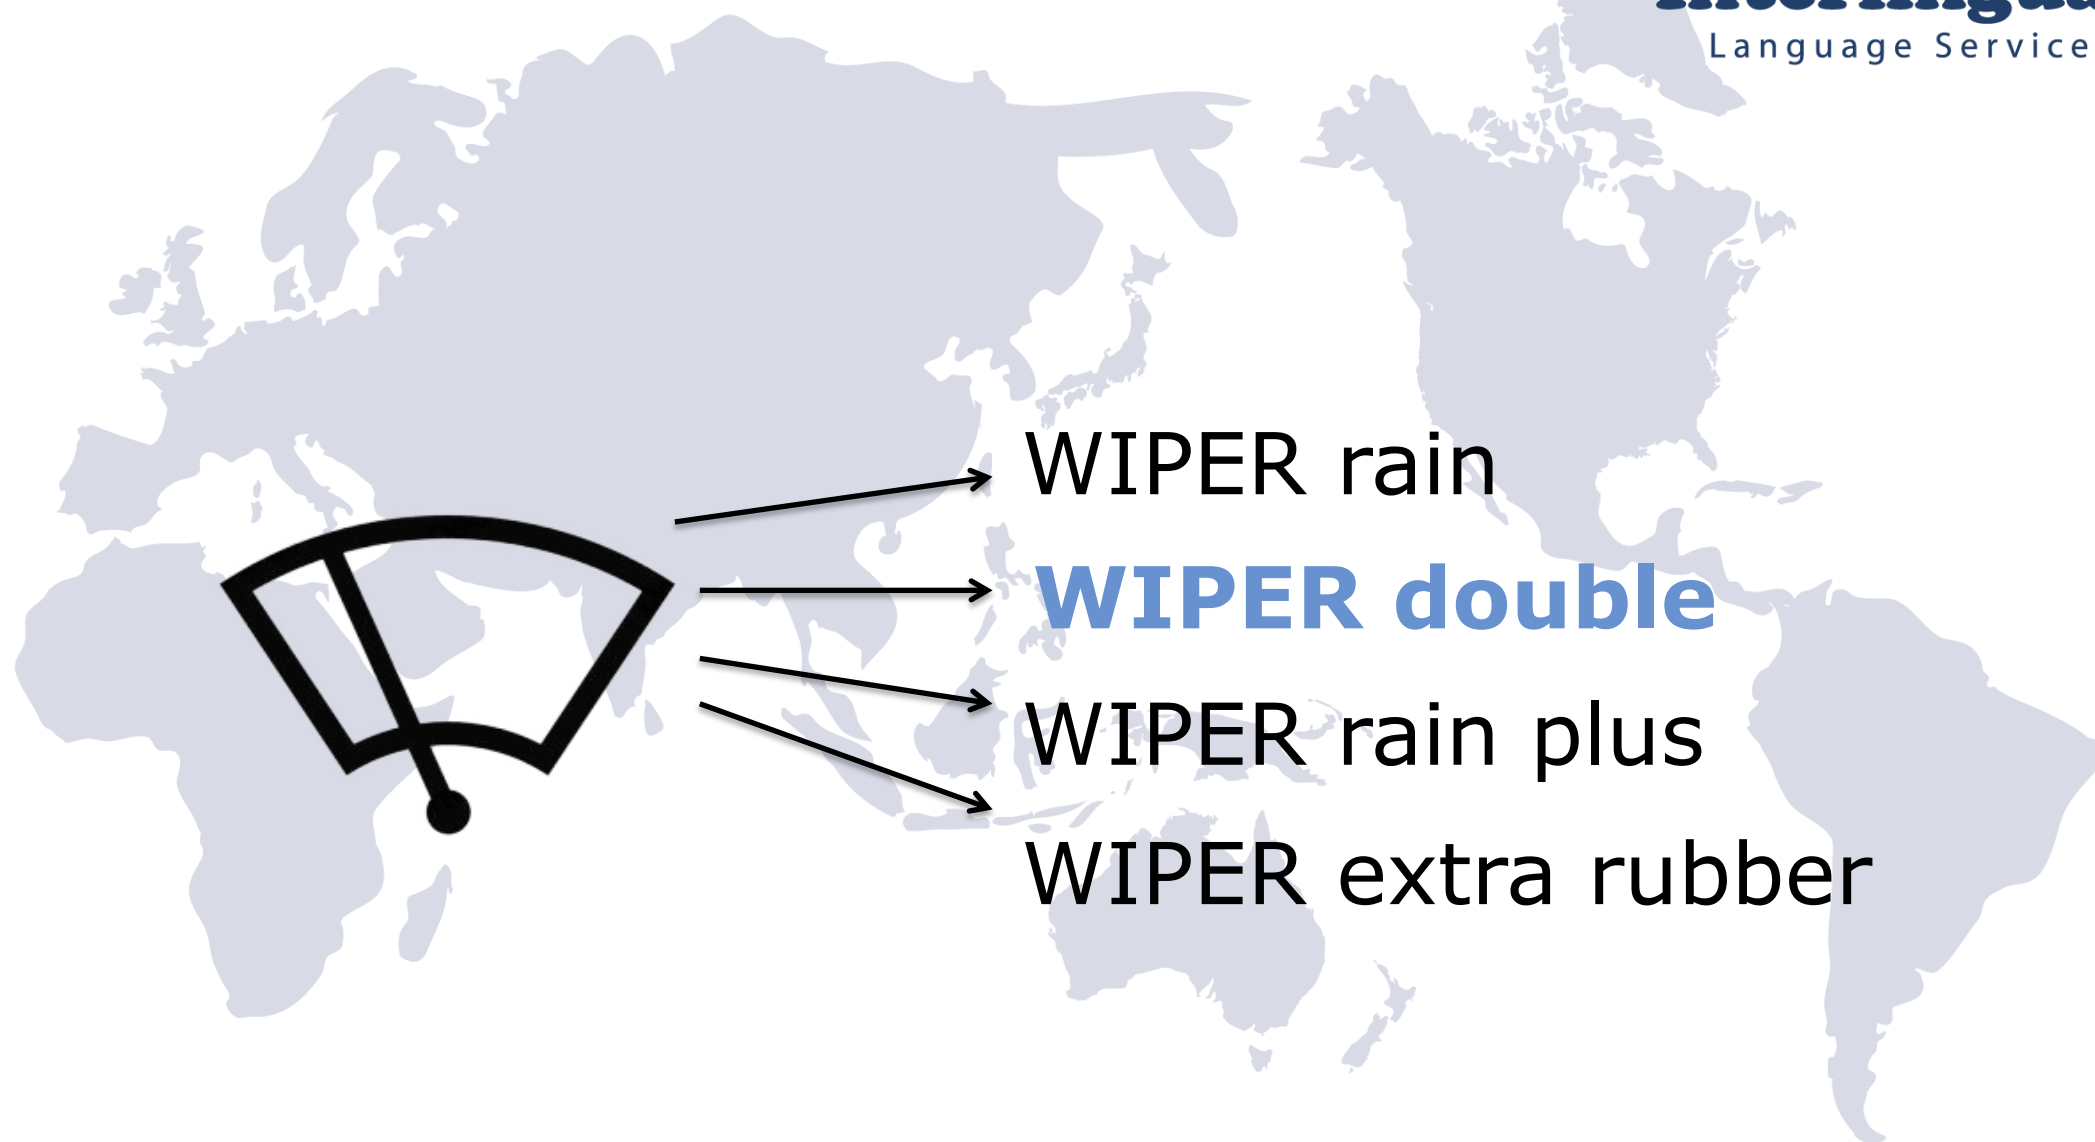 Language Service
WIPER rain
WIPER double
WIPER rain plus
WIPER extra rubber